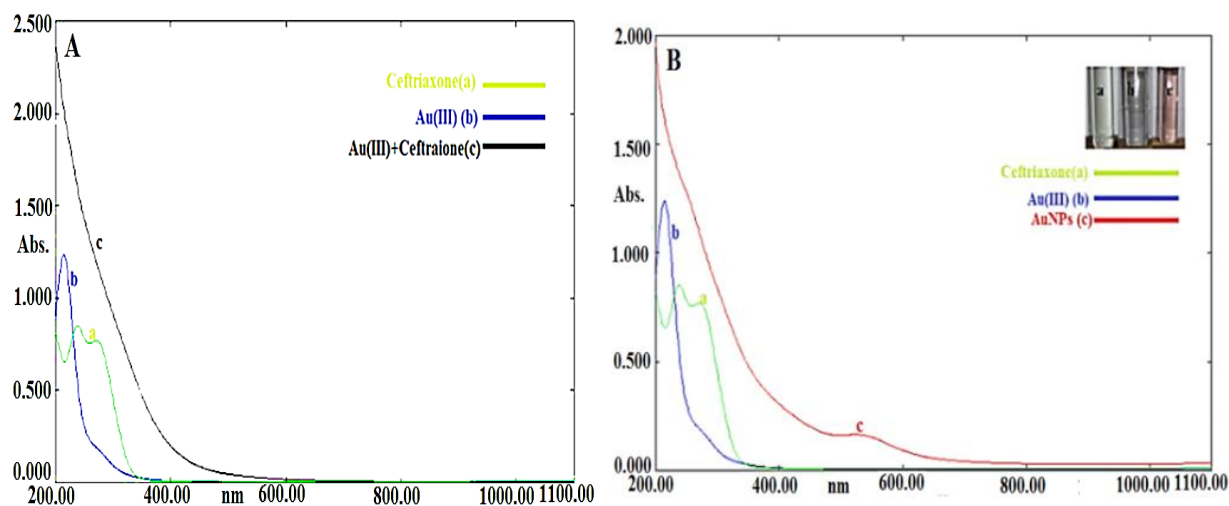 2.500
A
Ceftriaxone(a)
2.000
Au(III) (b)
Au(III)+Ceftraione(c)
1.500
Abs.
c
b
1.000
a
0.500
0.000
200.00 400.00 nm 600.00 800.00 1000.00 1100.00
2.000
B
a b c
1.500
Ceftriaxone(a)
Abs.
Au(III) (b)
AuNPs (c)
b
1.000
a
0.500
c
0.000
200.00 400.00 nm 600.00 800.00 1000.00 1100.00